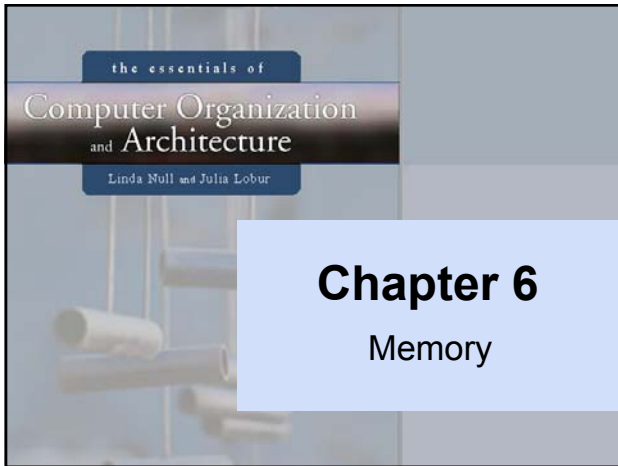 the essentials of
Computer Organization
and Architecture
Linda Null and Julia Lobur
Chapter 6
Memory